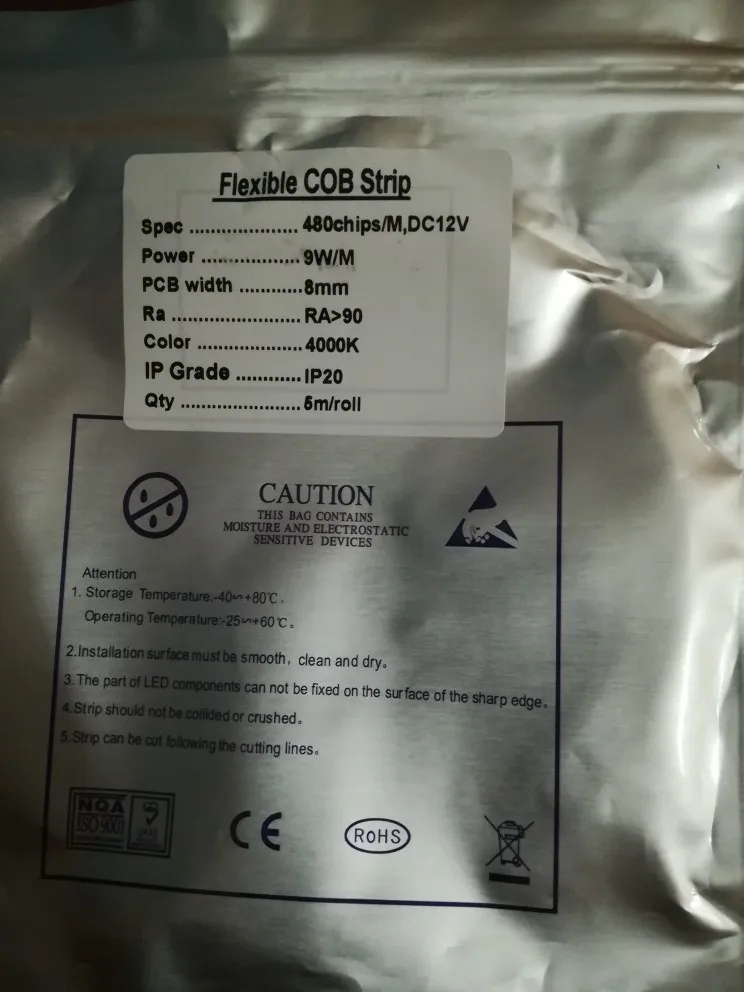 Flexible COB Strip
Spec ..................... 480chips/M,DC12V
Power ...................9W/M
PCB width ............8mm
Ra ......................... RA>90
Color .................... 4000K
IP Grade ............ IP20
Qty ....................... 5m/roll
CAUTION
THIS BAG CONTAINS
MOISTURE AND ELECTROSTATIC
SENSITIVE DEVICES
Attention
1. Storage Temperature:-40∽+80℃,
Operating Temperature:-25∽+60℃。
2.Installation surface must be smooth, clean and dry。
3.The part of LED components can not be fixed on the surface of the sharp edge。
4.Strip should not be collided or crushed。
5.Strip can be cut following the cutting lines。
NQA
ISO 9001
CE
RoHS